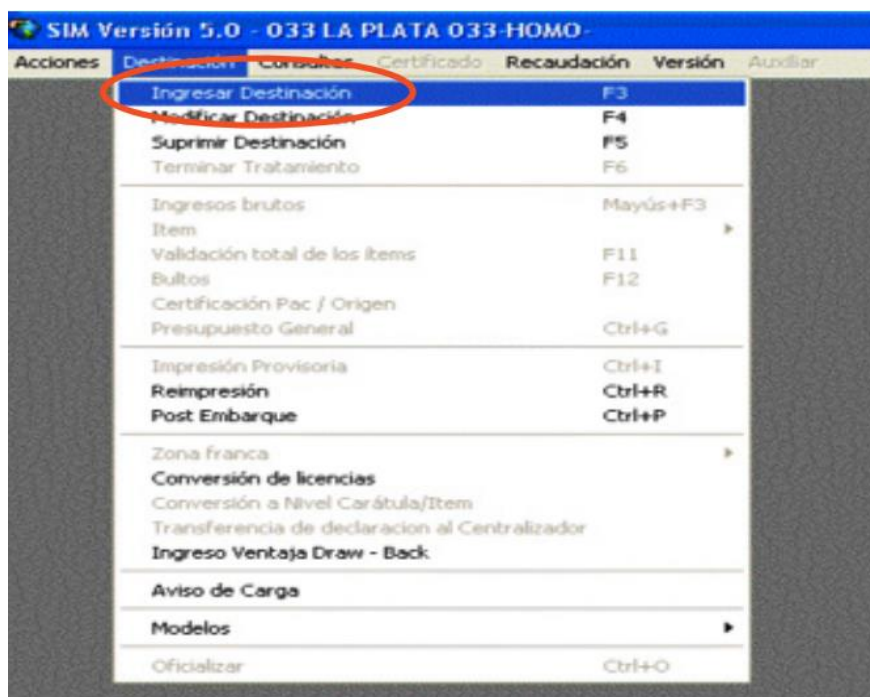 SIM Versión 5.0 - 033 LA PLATA 033-HOMO-
Acciones Destinación Consultas Certificado Recaudación Versión Auxiliar
Ingresar Destinación F3
Modificar Destinación F4
Suprimir Destinación F5
Terminar Tratamiento F6
Ingresos brutos Mayús+F3
Item
Validación total de los ítems F11
Bultos F12
Certificación Pac / Origen
Presupuesto General Ctrl+G
Impresión Provisoria Ctrl+I
Reimpresión Ctrl+R
Post Embarque Ctrl+P
Zona franca
Conversión de licencias
Conversión a Nivel Carátula/Item
Transferencia de declaracion al Centralizador
Ingreso Ventaja Draw - Back
Aviso de Carga
Modelos
Oficializar Ctrl+O